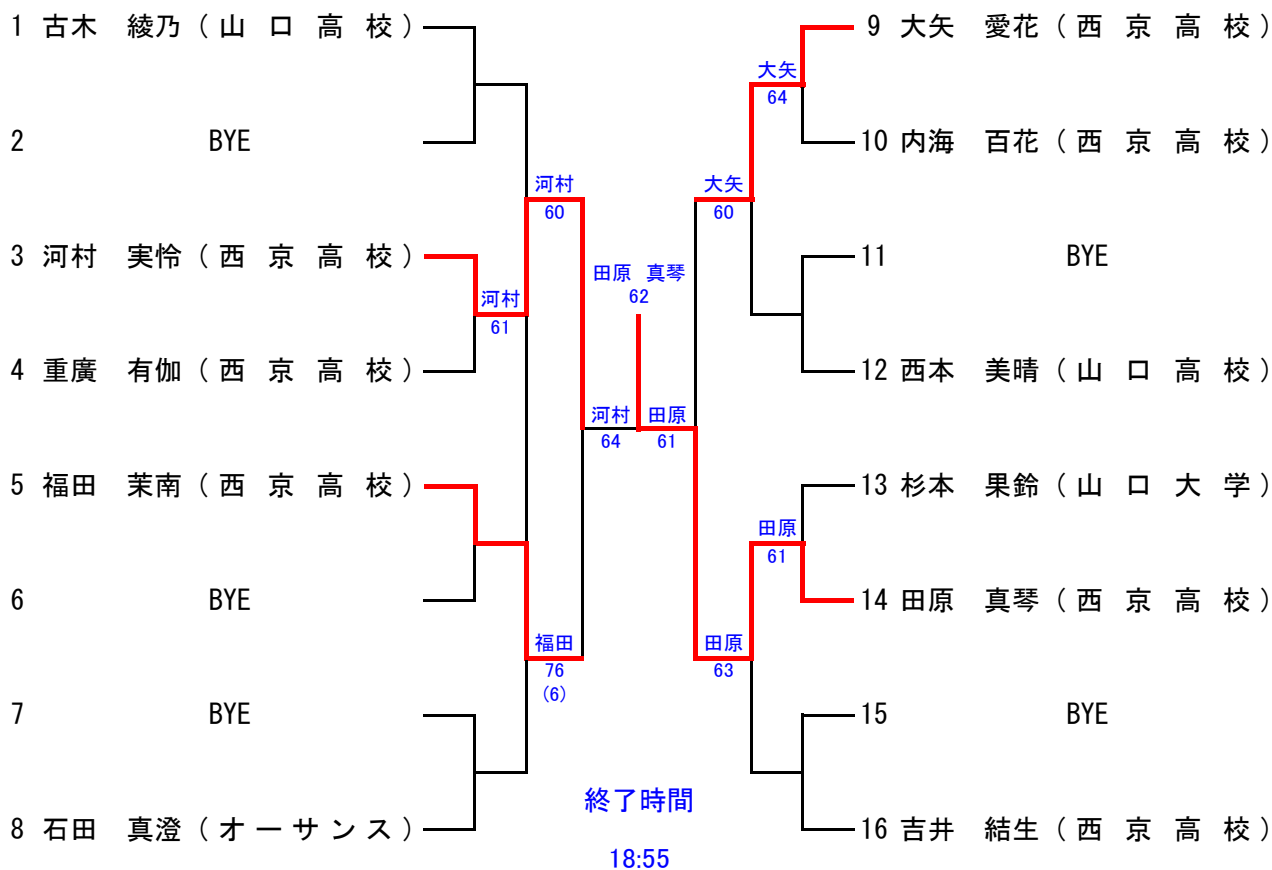 1 古木 綾乃 ( 山 口 高 校 )
2 BYE
3 河村 実怜 ( 西 京 高 校 )
4 重廣 有伽 ( 西 京 高 校 )
5 福田 茉南 ( 西 京 高 校 )
6 BYE
7 BYE
8 石田 真澄 ( オ ー サ ン ス )
河村
61
河村
60
福田
76
(6)
河村
64
田原 真琴
62
田原
61
大矢
60
田原
63
大矢
64
田原
61
9 大矢 愛花 ( 西 京 高 校 )
10 内海 百花 ( 西 京 高 校 )
11 BYE
12 西本 美晴 ( 山 口 高 校 )
13 杉本 果鈴 ( 山 口 大 学 )
14 田原 真琴 ( 西 京 高 校 )
15 BYE
16 吉井 結生 ( 西 京 高 校 )
終了時間
18:55